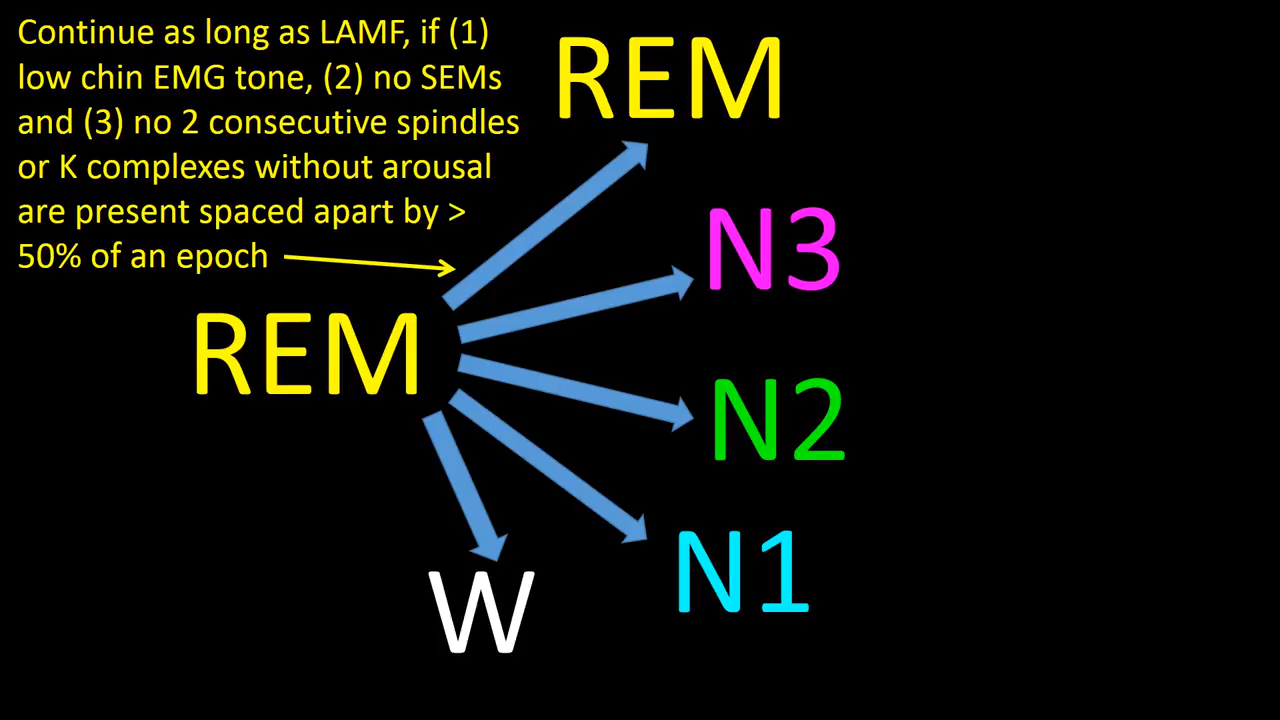 Continue as long as LAMF, if (1)
low chin EMG tone, (2) no SEMs
and (3) no 2 consecutive spindles
or K complexes without arousal
are present spaced apart by >
50% of an epoch
REM
N3
REM
N2
N1
W